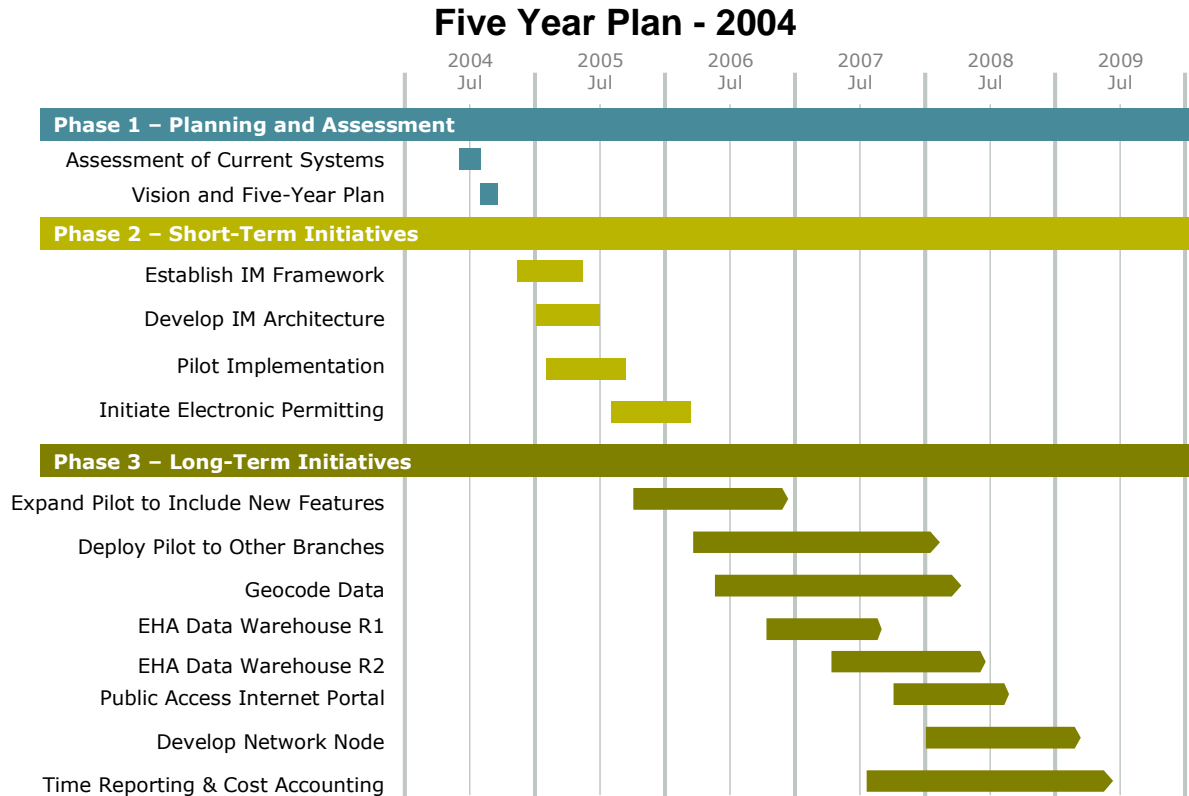 Five Year Plan - 2004
2004 2005 2006 2007 2008 2009
Jul Jul Jul Jul Jul Jul
Phase 1 – Planning and Assessment
Assessment of Current Systems
Vision and Five-Year Plan
Phase 2 – Short-Term Initiatives
Establish IM Framework
Develop IM Architecture
Pilot Implementation
Initiate Electronic Permitting
Phase 3 – Long-Term Initiatives
Expand Pilot to Include New Features
Deploy Pilot to Other Branches
Geocode Data
EHA Data Warehouse R1
EHA Data Warehouse R2
Public Access Internet Portal
Develop Network Node
Time Reporting & Cost Accounting